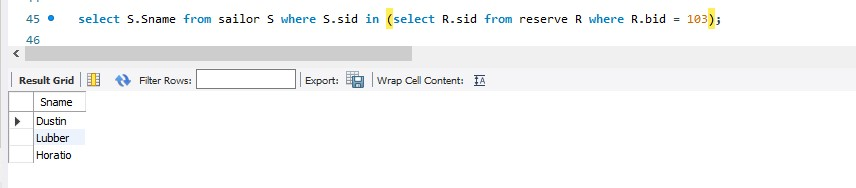 45 select S.Sname from sailor S where S.sid in (select R.sid from reserve R where R.bid = 103);
46
Result Grid Filter Rows: Export: Wrap Cell Content:
Sname
Dustin
Lubber
Horatio